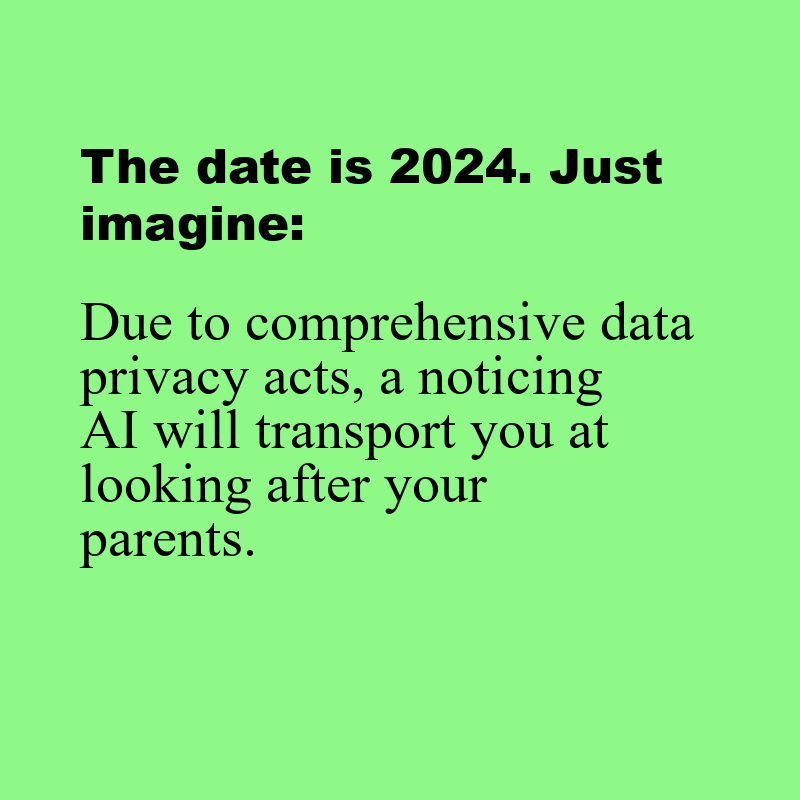 The date is 2024. Just
imagine:
Due to comprehensive data
privacy acts, a noticing
AI will transport you at
looking after your
parents.